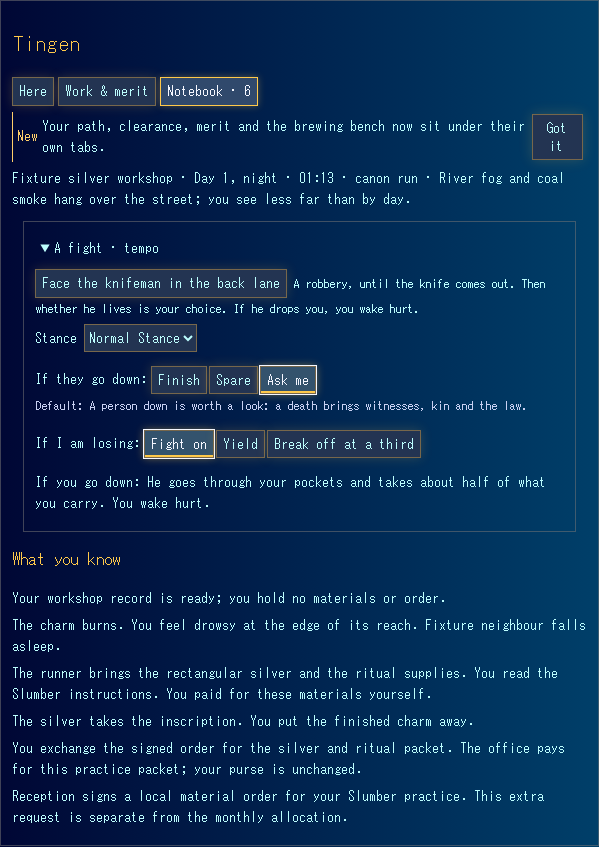 Tingen
Here Work & merit Notebook · 6
New Your path, clearance, merit and the brewing bench now sit under their own tabs. Got it
Fixture silver workshop · Day 1, night · 01:13 · canon run · River fog and coal
smoke hang over the street; you see less far than by day.
▼ A fight · tempo
Face the knifeman in the back lane A robbery, until the knife comes out. Then
whether he lives is your choice. If he drops you, you wake hurt.
Stance Normal Stance
If they go down: Finish Spare Ask me
Default: A person down is worth a look: a death brings witnesses, kin and the law.
If I am losing: Fight on Yield Break off at a third
If you go down: He goes through your pockets and takes about half of what
you carry. You wake hurt.
What you know
Your workshop record is ready; you hold no materials or order.
The charm burns. You feel drowsy at the edge of its reach. Fixture neighbour falls
asleep.
The runner brings the rectangular silver and the ritual supplies. You read the
Slumber instructions. You paid for these materials yourself.
The silver takes the inscription. You put the finished charm away.
You exchange the signed order for the silver and ritual packet. The office pays
for this practice packet; your purse is unchanged.
Reception signs a local material order for your Slumber practice. This extra
request is separate from the monthly allocation.